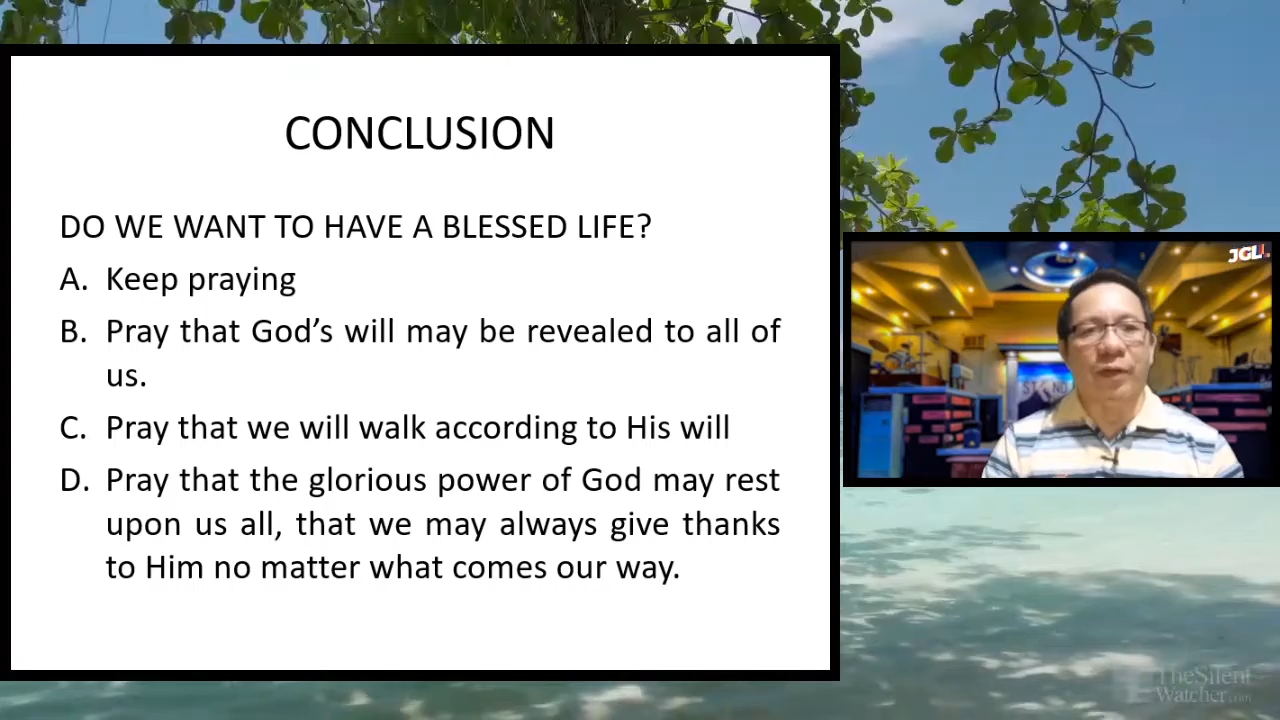 CONCLUSION
DO WE WANT TO HAVE A BLESSED LIFE?
A. Keep praying
B. Pray that God's will may be revealed to all of
us.
C. Pray that we will walk according to His will
D. Pray that the glorious power of God may rest
upon us all, that we may always give thanks
to Him no matter what comes our way.
TheSilent
Watcher.com